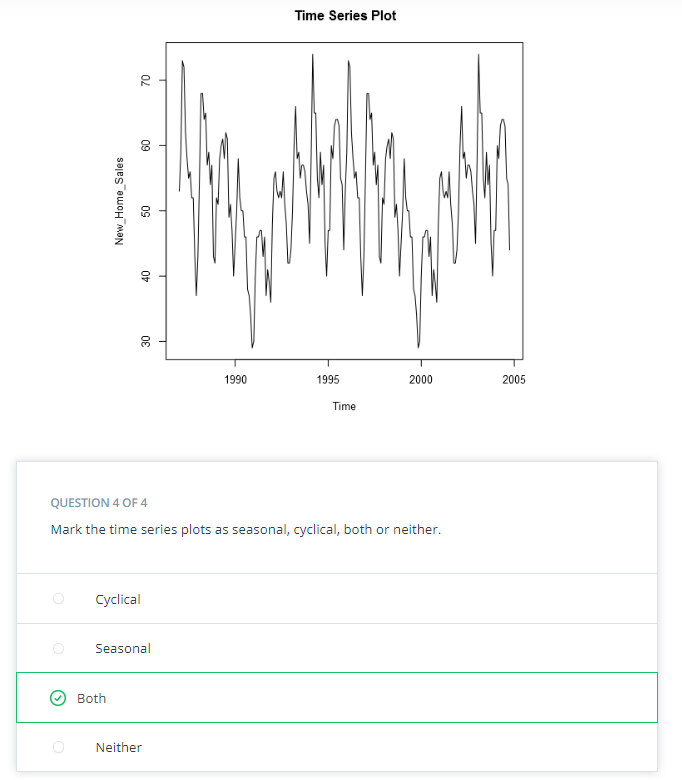 Time Series Plot
New_Home_Sales
70
60
50
40
30
1990 1995 2000 2005
Time
QUESTION 4 OF 4
Mark the time series plots as seasonal, cyclical, both or neither.
Cyclical
Seasonal
Both
Neither